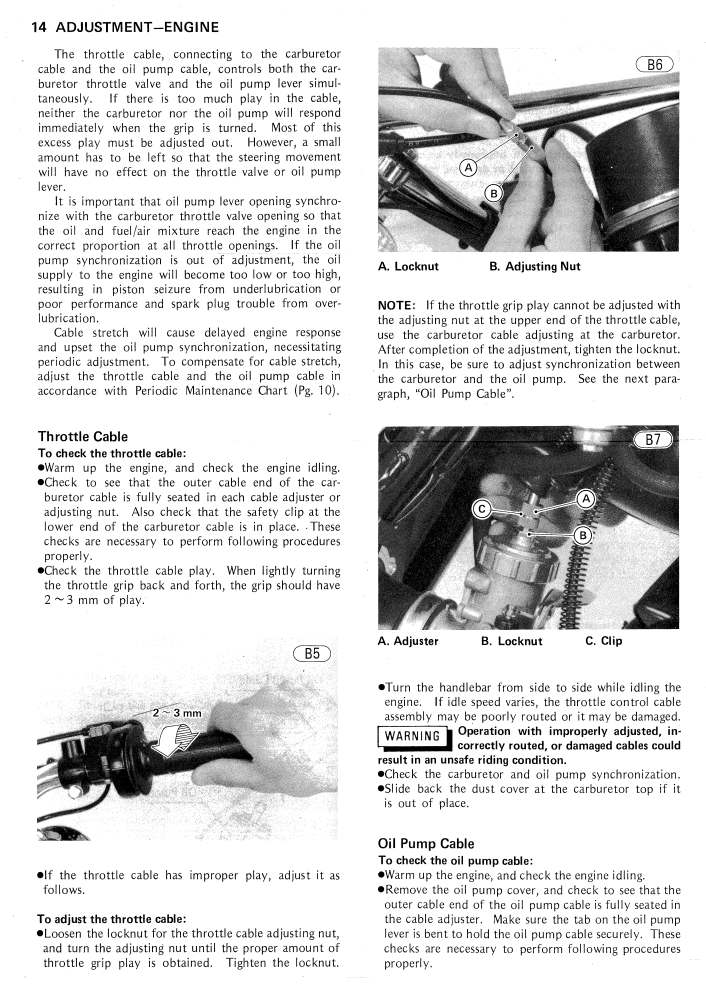 14 ADJUSTMENT—ENGINE
The throttle cable, connecting to the carburetor
cable and the oil pump cable, controls both the car-
buretor throttle valve and the oil pump lever simul-
taneously. If there is too much play in the cable,
neither the carburetor nor the oil pump will respond
immediately when the grip is turned. Most of this
excess play must be adjusted out. However, a small
amount has to be left so that the steering movement
will have no effect on the throttle valve or oil pump
lever.
It is important that oil pump lever opening synchro-
nize with the carburetor throttle valve opening so that
the oil and fuel/air mixture reach the engine in the
correct proportion at all throttle openings. If the oil
pump synchronization is out of adjustment, the oil
supply to the engine will become too low or too high,
resulting in piston seizure from underlubrication or
poor performance and spark plug trouble from over-
lubrication.
Cable stretch will cause delayed engine response
and upset the oil pump synchronization, necessitating
periodic adjustment. To compensate for cable stretch,
adjust the throttle cable and the oil pump cable in
accordance with Periodic Maintenance Chart (Pg. 10).
Throttle Cable
To check the throttle cable:
●Warm up the engine, and check the engine idling.
●Check to see that the outer cable end of the car-
buretor cable is fully seated in each cable adjuster or
adjusting nut. Also check that the safety clip at the
lower end of the carburetor cable is in place. These
checks are necessary to perform following procedures
properly.
●Check the throttle cable play. When lightly turning
the throttle grip back and forth, the grip should have
2 ~ 3 mm of play.
B5
2 ~ 3 mm
●If the throttle cable has improper play, adjust it as
follows.
To adjust the throttle cable:
●Loosen the locknut for the throttle cable adjusting nut,
and turn the adjusting nut until the proper amount of
throttle grip play is obtained. Tighten the locknut.
B6
A
B
A. Locknut B. Adjusting Nut
NOTE: If the throttle grip play cannot be adjusted with
the adjusting nut at the upper end of the throttle cable,
use the carburetor cable adjusting at the carburetor.
After completion of the adjustment, tighten the locknut.
In this case, be sure to adjust synchronization between
the carburetor and the oil pump. See the next para-
graph, “Oil Pump Cable”.
B7
A
C
B
A. Adjuster B. Locknut C. Clip
●Turn the handlebar from side to side while idling the
engine. If idle speed varies, the throttle control cable
assembly may be poorly routed or it may be damaged.
WARNING Operation with improperly adjusted, in-
correctly routed, or damaged cables could
result in an unsafe riding condition.
●Check the carburetor and oil pump synchronization.
●Slide back the dust cover at the carburetor top if it
is out of place.
Oil Pump Cable
To check the oil pump cable:
●Warm up the engine, and check the engine idling.
●Remove the oil pump cover, and check to see that the
outer cable end of the oil pump cable is fully seated in
the cable adjuster. Make sure the tab on the oil pump
lever is bent to hold the oil pump cable securely. These
checks are necessary to perform following procedures
properly.